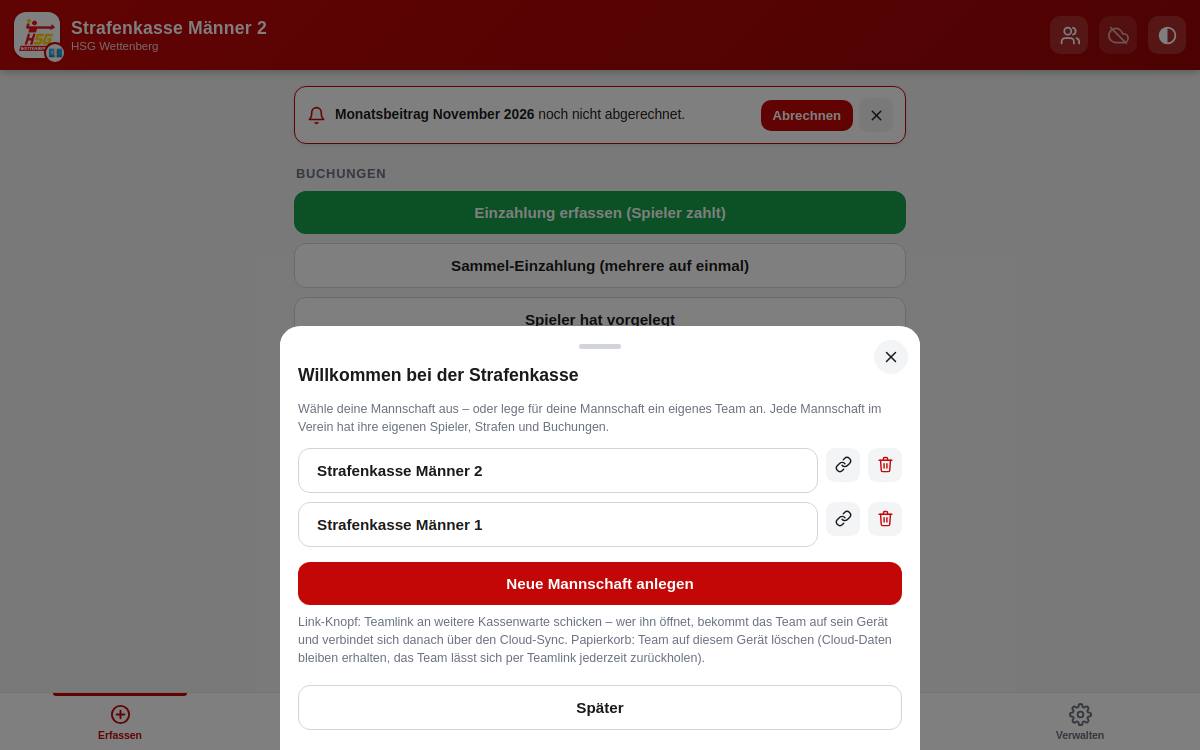 Strafenkasse Männer 2
HSG Wettenberg
HSG
Monatsbeitrag November 2026 noch nicht abgerechnet.
Abrechnen
BUCHUNGEN
Einzahlung erfassen (Spieler zahlt)
Sammel-Einzahlung (mehrere auf einmal)
Spieler hat vorgelegt
Willkommen bei der Strafenkasse
Wähle deine Mannschaft aus – oder lege für deine Mannschaft ein eigenes Team an. Jede Mannschaft im
Verein hat ihre eigenen Spieler, Strafen und Buchungen.
Strafenkasse Männer 2
Strafenkasse Männer 1
Neue Mannschaft anlegen
Link-Knopf: Teamlink an weitere Kassenwarte schicken – wer ihn öffnet, bekommt das Team auf sein Gerät
und verbindet sich danach über den Cloud-Sync. Papierkorb: Team auf diesem Gerät löschen (Cloud-Daten
bleiben erhalten, das Team lässt sich per Teamlink jederzeit zurückholen).
Später
Erfassen
Verwalten